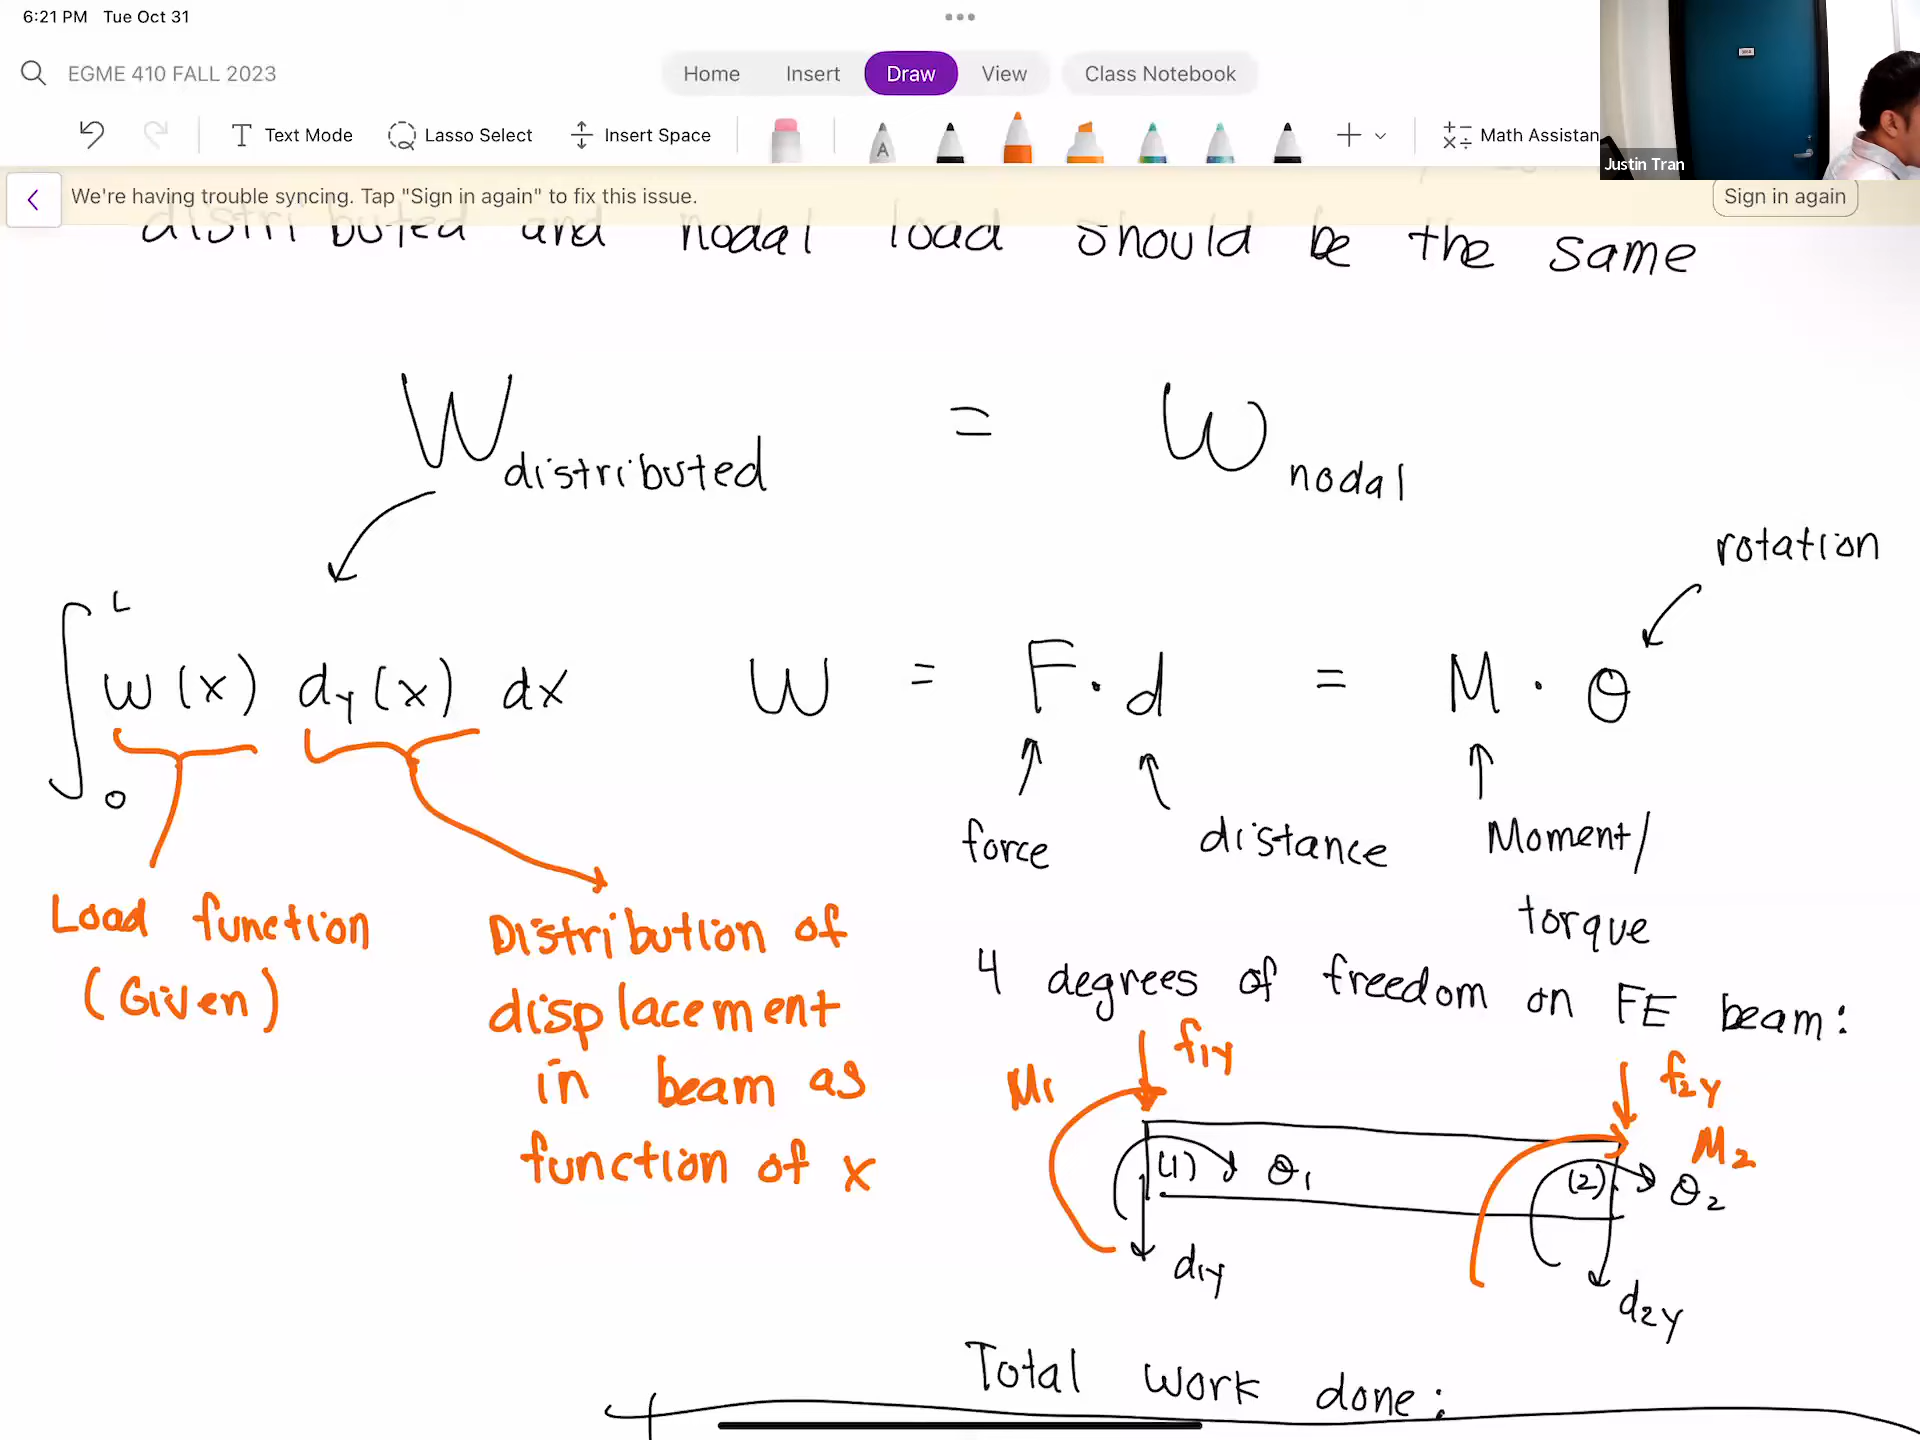 6:21 PM Tue Oct 31
EGME 410 FALL 2023
Home Insert Draw View Class Notebook
Text Mode Lasso Select Insert Space Math Assistan
Justin Tran
We're having trouble syncing. Tap "Sign in again" to fix this issue.
Sign in again
distributed and nodal load should be the same
W distributed = W nodal
rotation
∫₀ᴸ w(x) dy(x) dx
W = F · d = M · θ
force distance Moment/
torque
Load function
(Given)
Distribution of
displacement
in beam as
function of x
4 degrees of freedom on FE beam:
M1 f1y f2y M2
(1) θ1 (2) θ2
d1y d2y
Total work done: